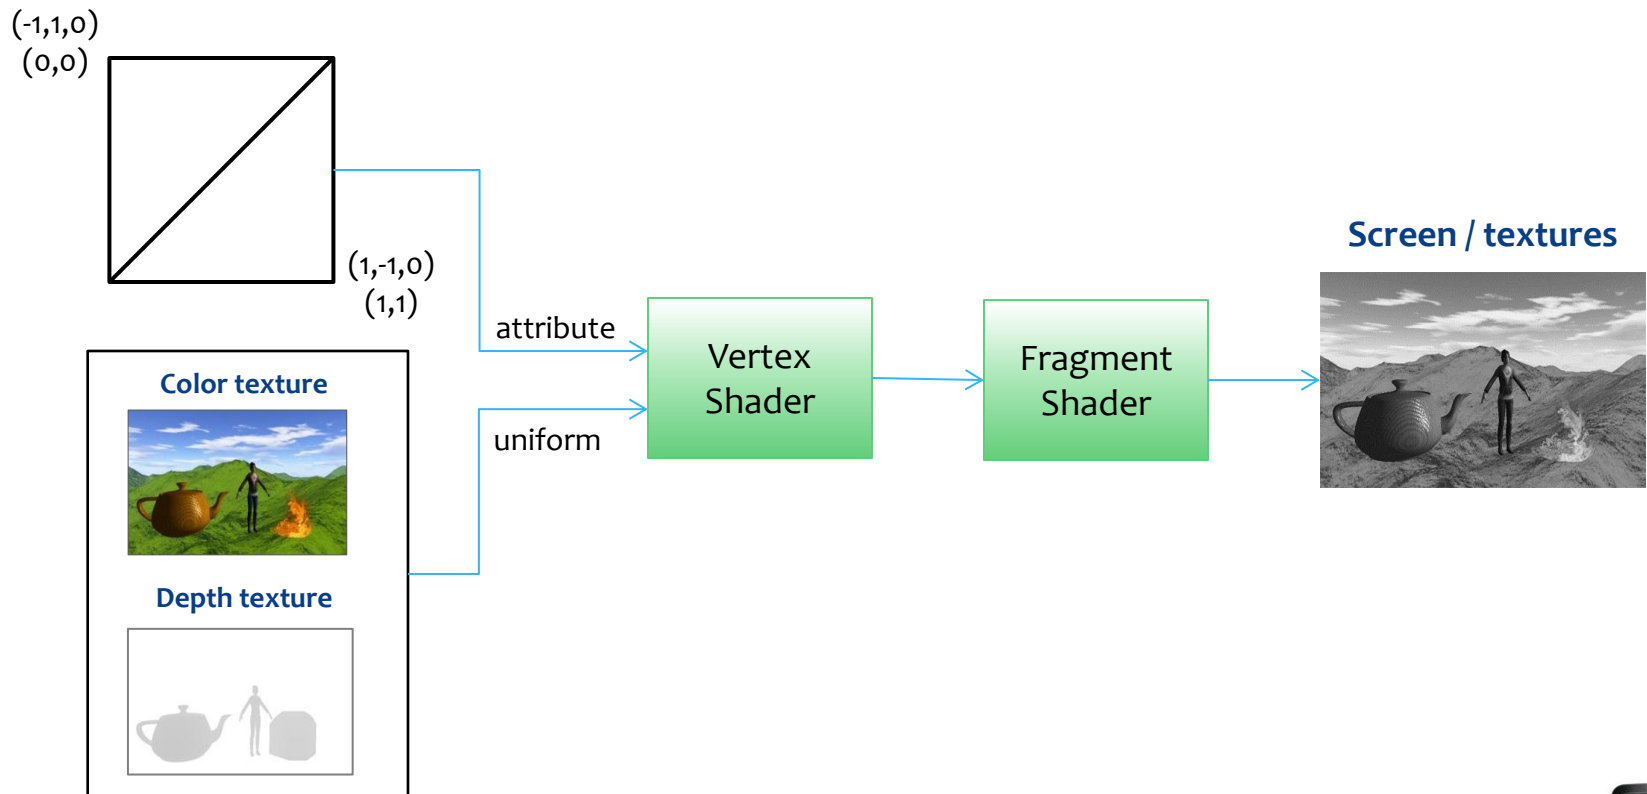 (-1,1,0)
(0,0)
(1,-1,0)
(1,1)
attribute
uniform
Color texture
Depth texture
Vertex
Shader
Fragment
Shader
Screen / textures